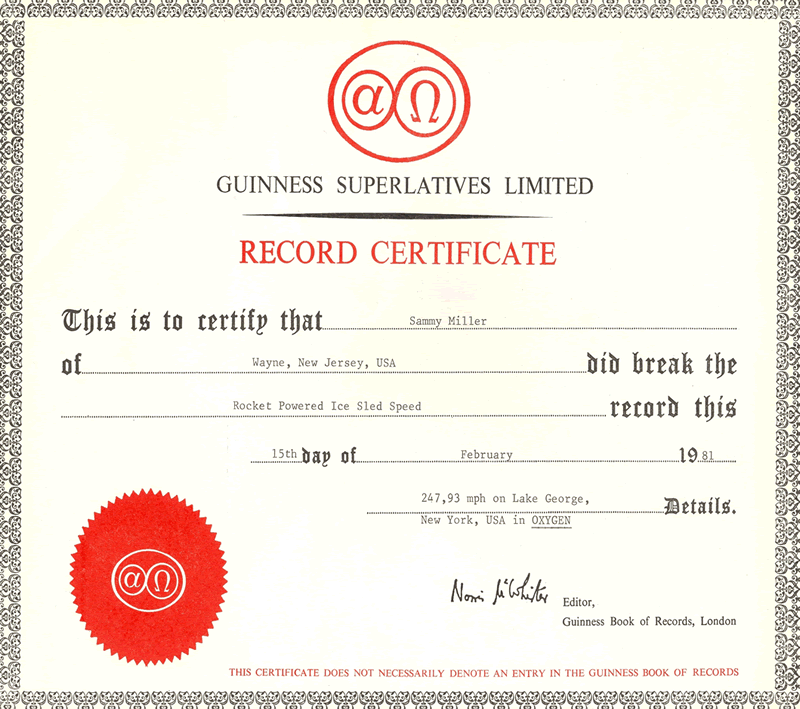 α Ω
GUINNESS SUPERLATIVES LIMITED
RECORD CERTIFICATE
This is to certify that Sammy Miller
of Wayne, New Jersey, USA did break the
Rocket Powered Ice Sled Speed record this
15th day of February 1981
247,93 mph on Lake George,
New York, USA in OXYGEN Details.
α Ω
Norris McWhirter
Editor,
Guinness Book of Records, London
THIS CERTIFICATE DOES NOT NECESSARILY DENOTE AN ENTRY IN THE GUINNESS BOOK OF RECORDS